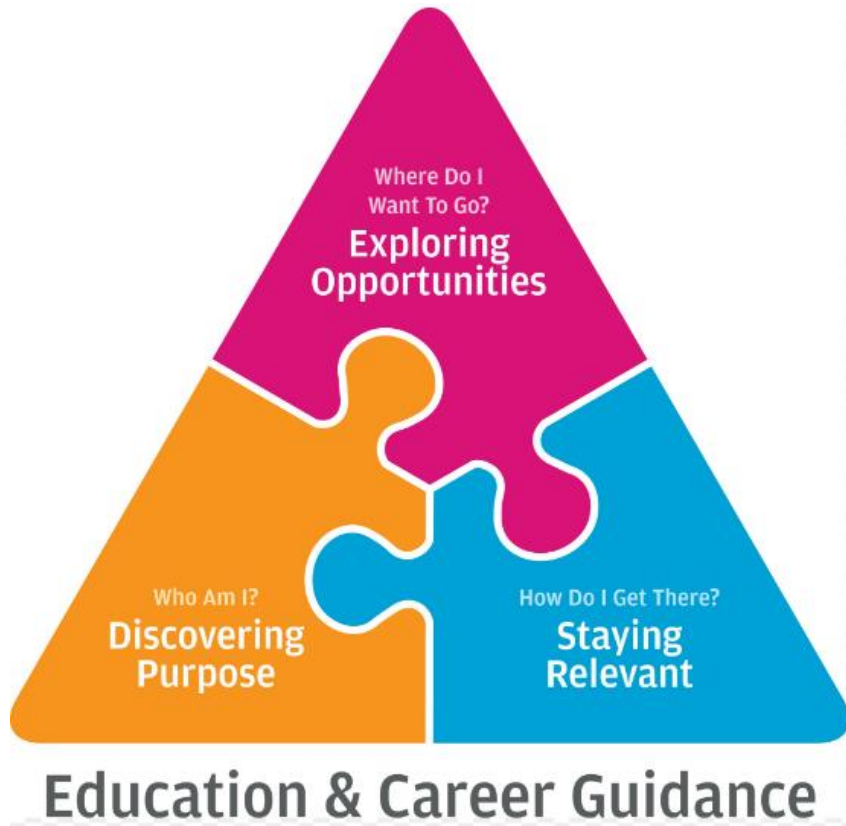 Where Do I
Want To Go?
Exploring
Opportunities
Who Am I?
Discovering
Purpose
How Do I Get There?
Staying
Relevant
Education & Career Guidance